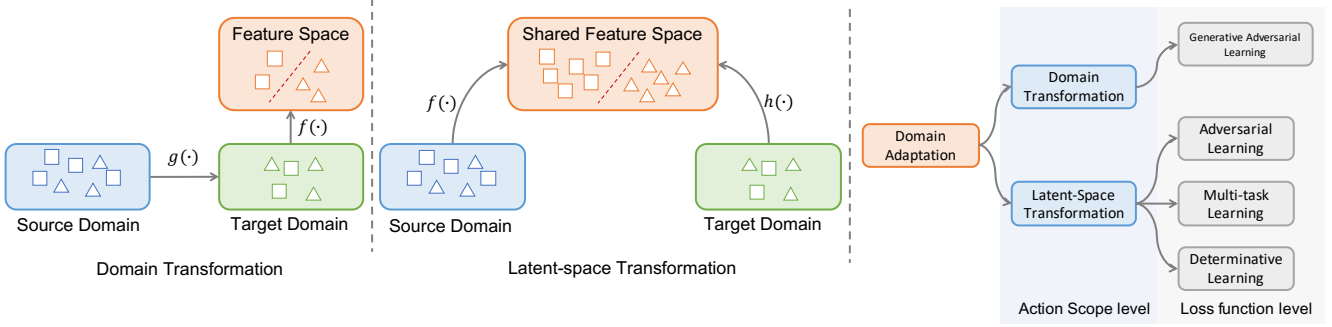 Feature Space
f(·)
g(·)
Source Domain
Target Domain
Domain Transformation
Shared Feature Space
f(·)
h(·)
Source Domain
Target Domain
Latent-space Transformation
Domain
Adaptation
Domain
Transformation
Latent-Space
Transformation
Generative Adversarial
Learning
Adversarial
Learning
Multi-task
Learning
Determinative
Learning
Action Scope level
Loss function level